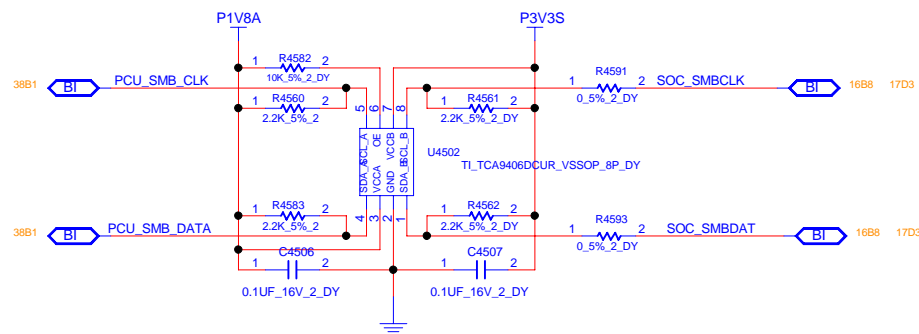 P1V8A P3V3S
1 R4582 2
10K_5%_2_DY
38B1 BI PCU_SMB_CLK 1 R4591 2 SOC_SMBCLK BI 16B8 17D3
0_5%_2_DY
1 R4560 2 1 R4561 2
2.2K_5%_2 2.2K_5%_2_DY
5 6 7 8
SCL_A OE VCCB SCL_B
U4502
TI_TCA9406DCUR_VSSOP_8P_DY
SDA_A VCCA GND SDA_B
4 3 2 1
1 R4583 2 1 R4562 2
2.2K_5%_2 2.2K_5%_2_DY
38B1 BI PCU_SMB_DATA 1 R4593 2 SOC_SMBDAT BI 16B8 17D3
0_5%_2_DY
1 C4506 2 1 C4507 2
0.1UF_16V_2_DY 0.1UF_16V_2_DY